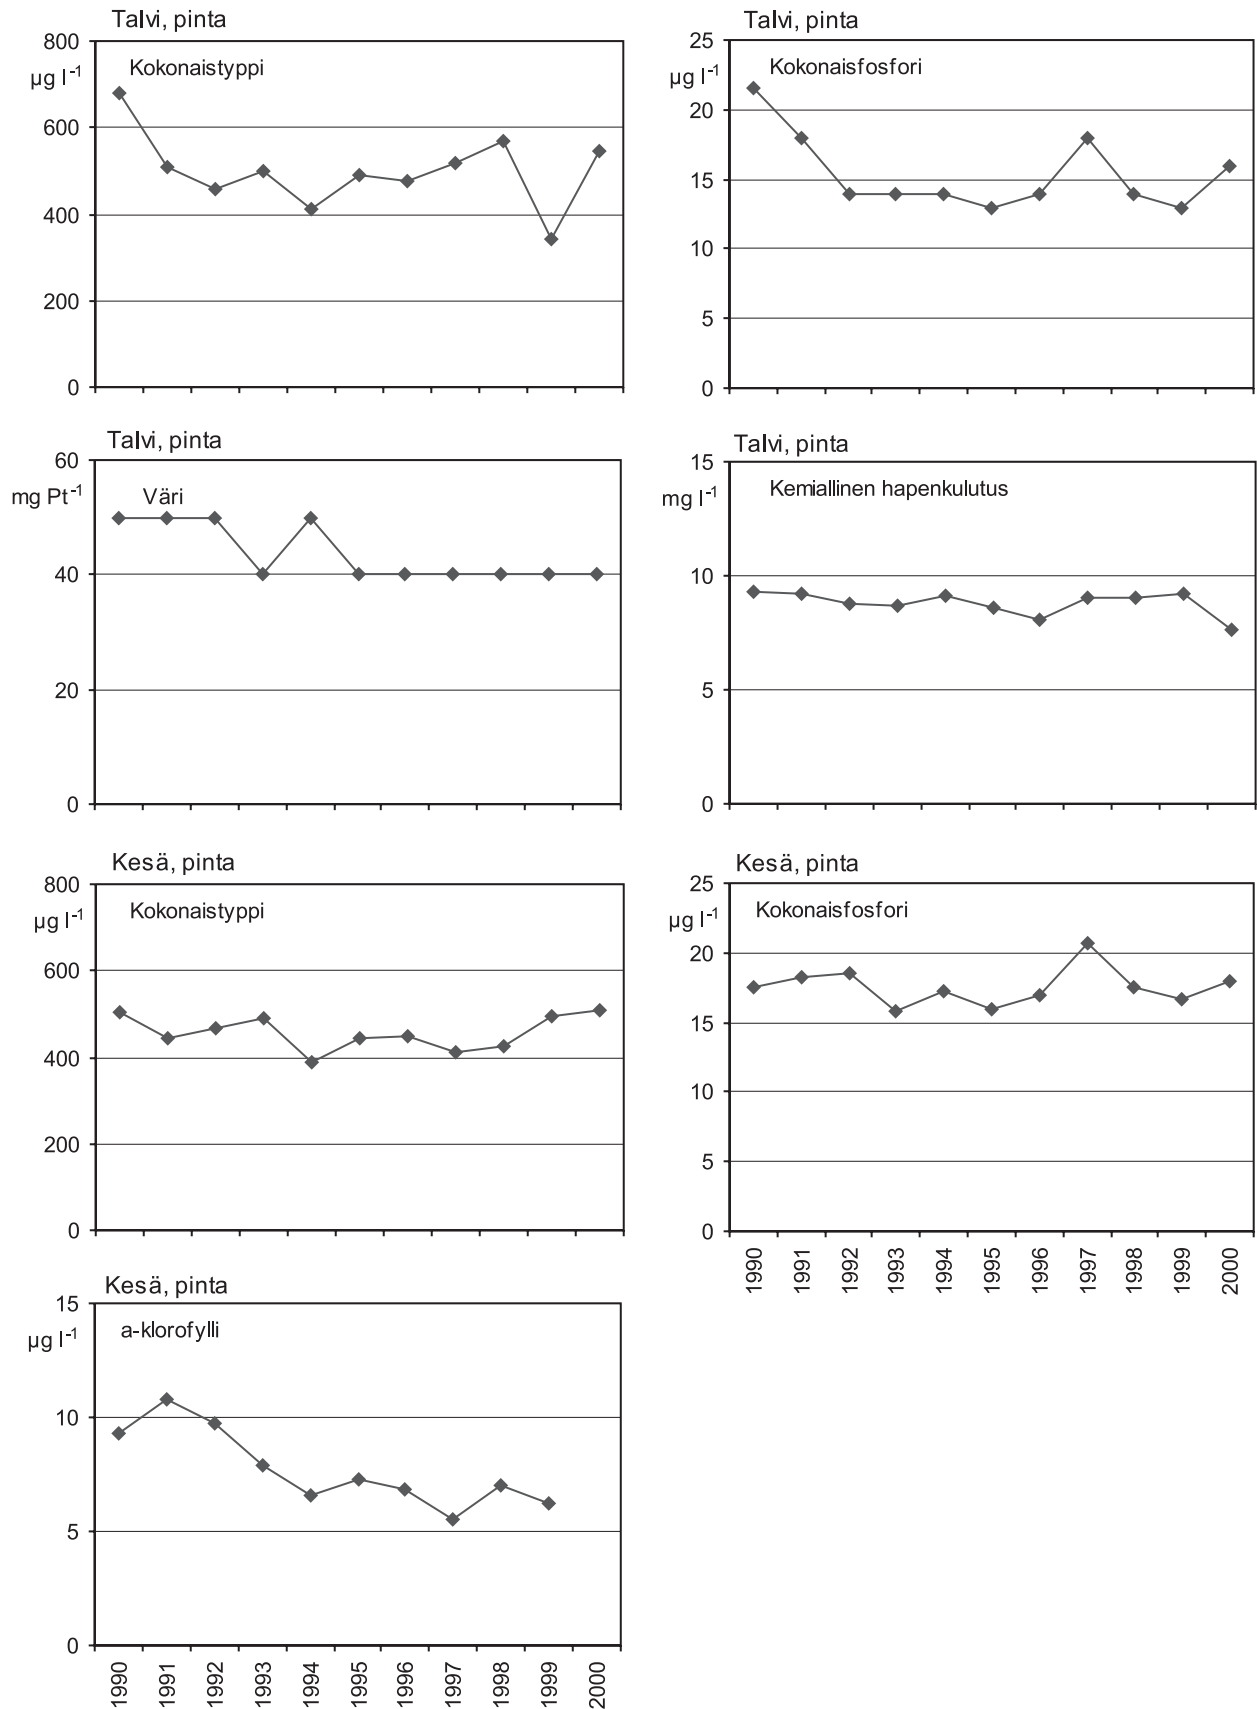 Talvi, pinta
800
µg l-1
Kokonaistyppi
600
400
200
0
Talvi, pinta
25
µg l-1
Kokonaisfosfori
20
15
10
5
0
Talvi, pinta
60
mg Pt-1
Väri
40
20
0
Talvi, pinta
15
mg l-1
Kemiallinen hapenkulutus
10
5
0
Kesä, pinta
800
µg l-1
Kokonaistyppi
600
400
200
0
Kesä, pinta
25
µg l-1
Kokonaisfosfori
20
15
10
5
0
1990 1991 1992 1993 1994 1995 1996 1997 1998 1999 2000
Kesä, pinta
15
µg l-1
a-klorofylli
10
5
0
1990 1991 1992 1993 1994 1995 1996 1997 1998 1999 2000